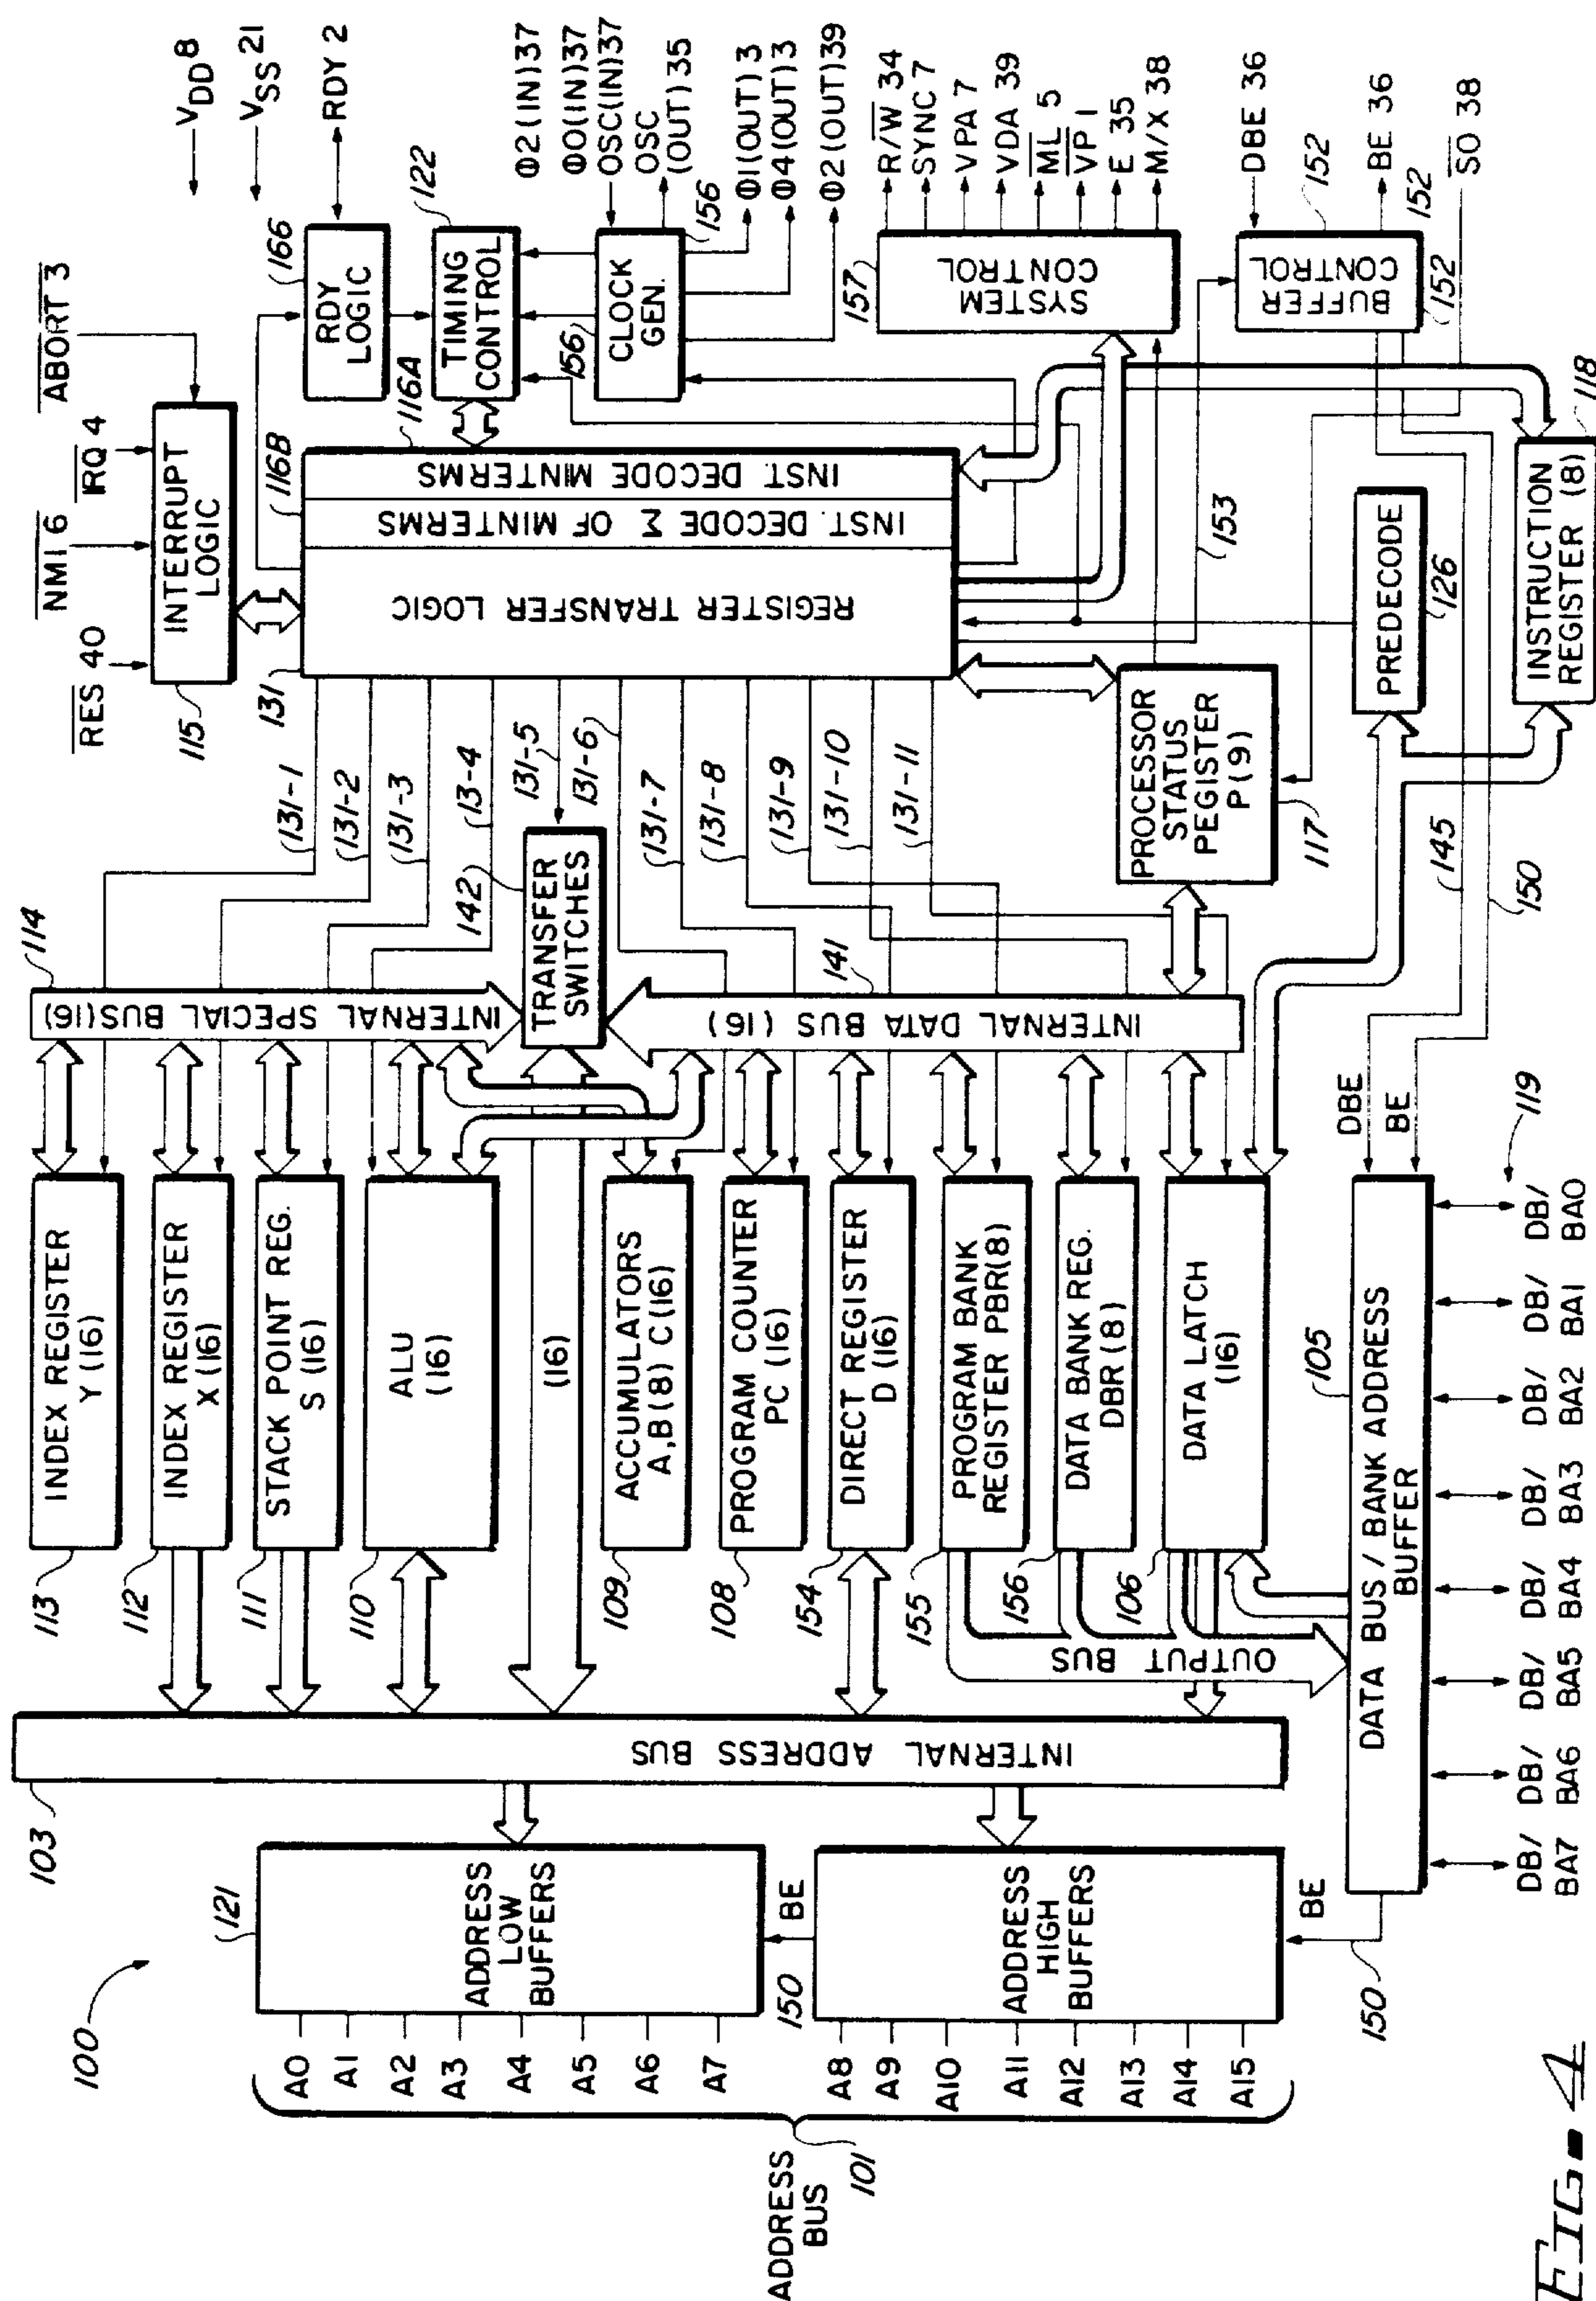 100
ADDRESS
BUS
101
A0
A1
A2
A3
A4
A5
A6
A7
A8
A9
A10
A11
A12
A13
A14
A15
121
ADDRESS
LOW
BUFFERS
BE
150
ADDRESS
HIGH
BUFFERS
BE
150
103
INTERNAL ADDRESS BUS
113
INDEX REGISTER
Y (16)
112
INDEX REGISTER
X (16)
111
STACK POINT REG.
S (16)
110
ALU
(16)
(16)
109
ACCUMULATORS
A,B (8) C (16)
108
PROGRAM COUNTER
PC (16)
154
DIRECT REGISTER
D (16)
155
PROGRAM BANK
REGISTER PBR(8)
156
DATA BANK REG.
DBR (8)
106
DATA LATCH
(16)
OUTPUT BUS
105
DATA BUS / BANK ADDRESS
BUFFER
DBE
BE
119
DB/
BA7
DB/
BA6
DB/
BA5
DB/
BA4
DB/
BA3
DB/
BA2
DB/
BA1
DB/
BA0
114
INTERNAL SPECIAL BUS(16)
142
TRANSFER
SWITCHES
141
INTERNAL DATA BUS (16)
131-1
131-2
131-3
13-4
131-5
131-6
131-7
131-8
131-9
131-10
131-11
PROCESSOR
STATUS
PEGISTER
P(9)
117
145
150
R̅E̅S̅ 40
N̅M̅I̅ 6
I̅R̅Q̅ 4
A̅B̅O̅R̅T̅ 3
115
INTERRUPT
LOGIC
131
REGISTER TRANSFER LOGIC
116B
INST. DECODE Σ OF MINTERMS
116A
INST. DECODE MINTERMS
153
PREDECODE
126
INSTRUCTION
REGISTER (8)
118
166
RDY
LOGIC
122
TIMING
CONTROL
156
CLOCK
GEN.
156
157
SYSTEM
CONTROL
152
BUFFER
CONTROL
152
152
VDD 8
VSS 21
RDY 2
Φ2(IN)37
Φ0(IN)37
OSC(IN)37
OSC
(OUT) 35
Φ1(OUT) 3
Φ4(OUT) 3
Φ2(OUT)39
R/W̅ 34
SYNC 7
VPA 7
VDA 39
M̅L̅ 5
V̅P̅ 1
E 35
M/X 38
DBE 36
BE 36
S̅O̅ 38
FIG-4